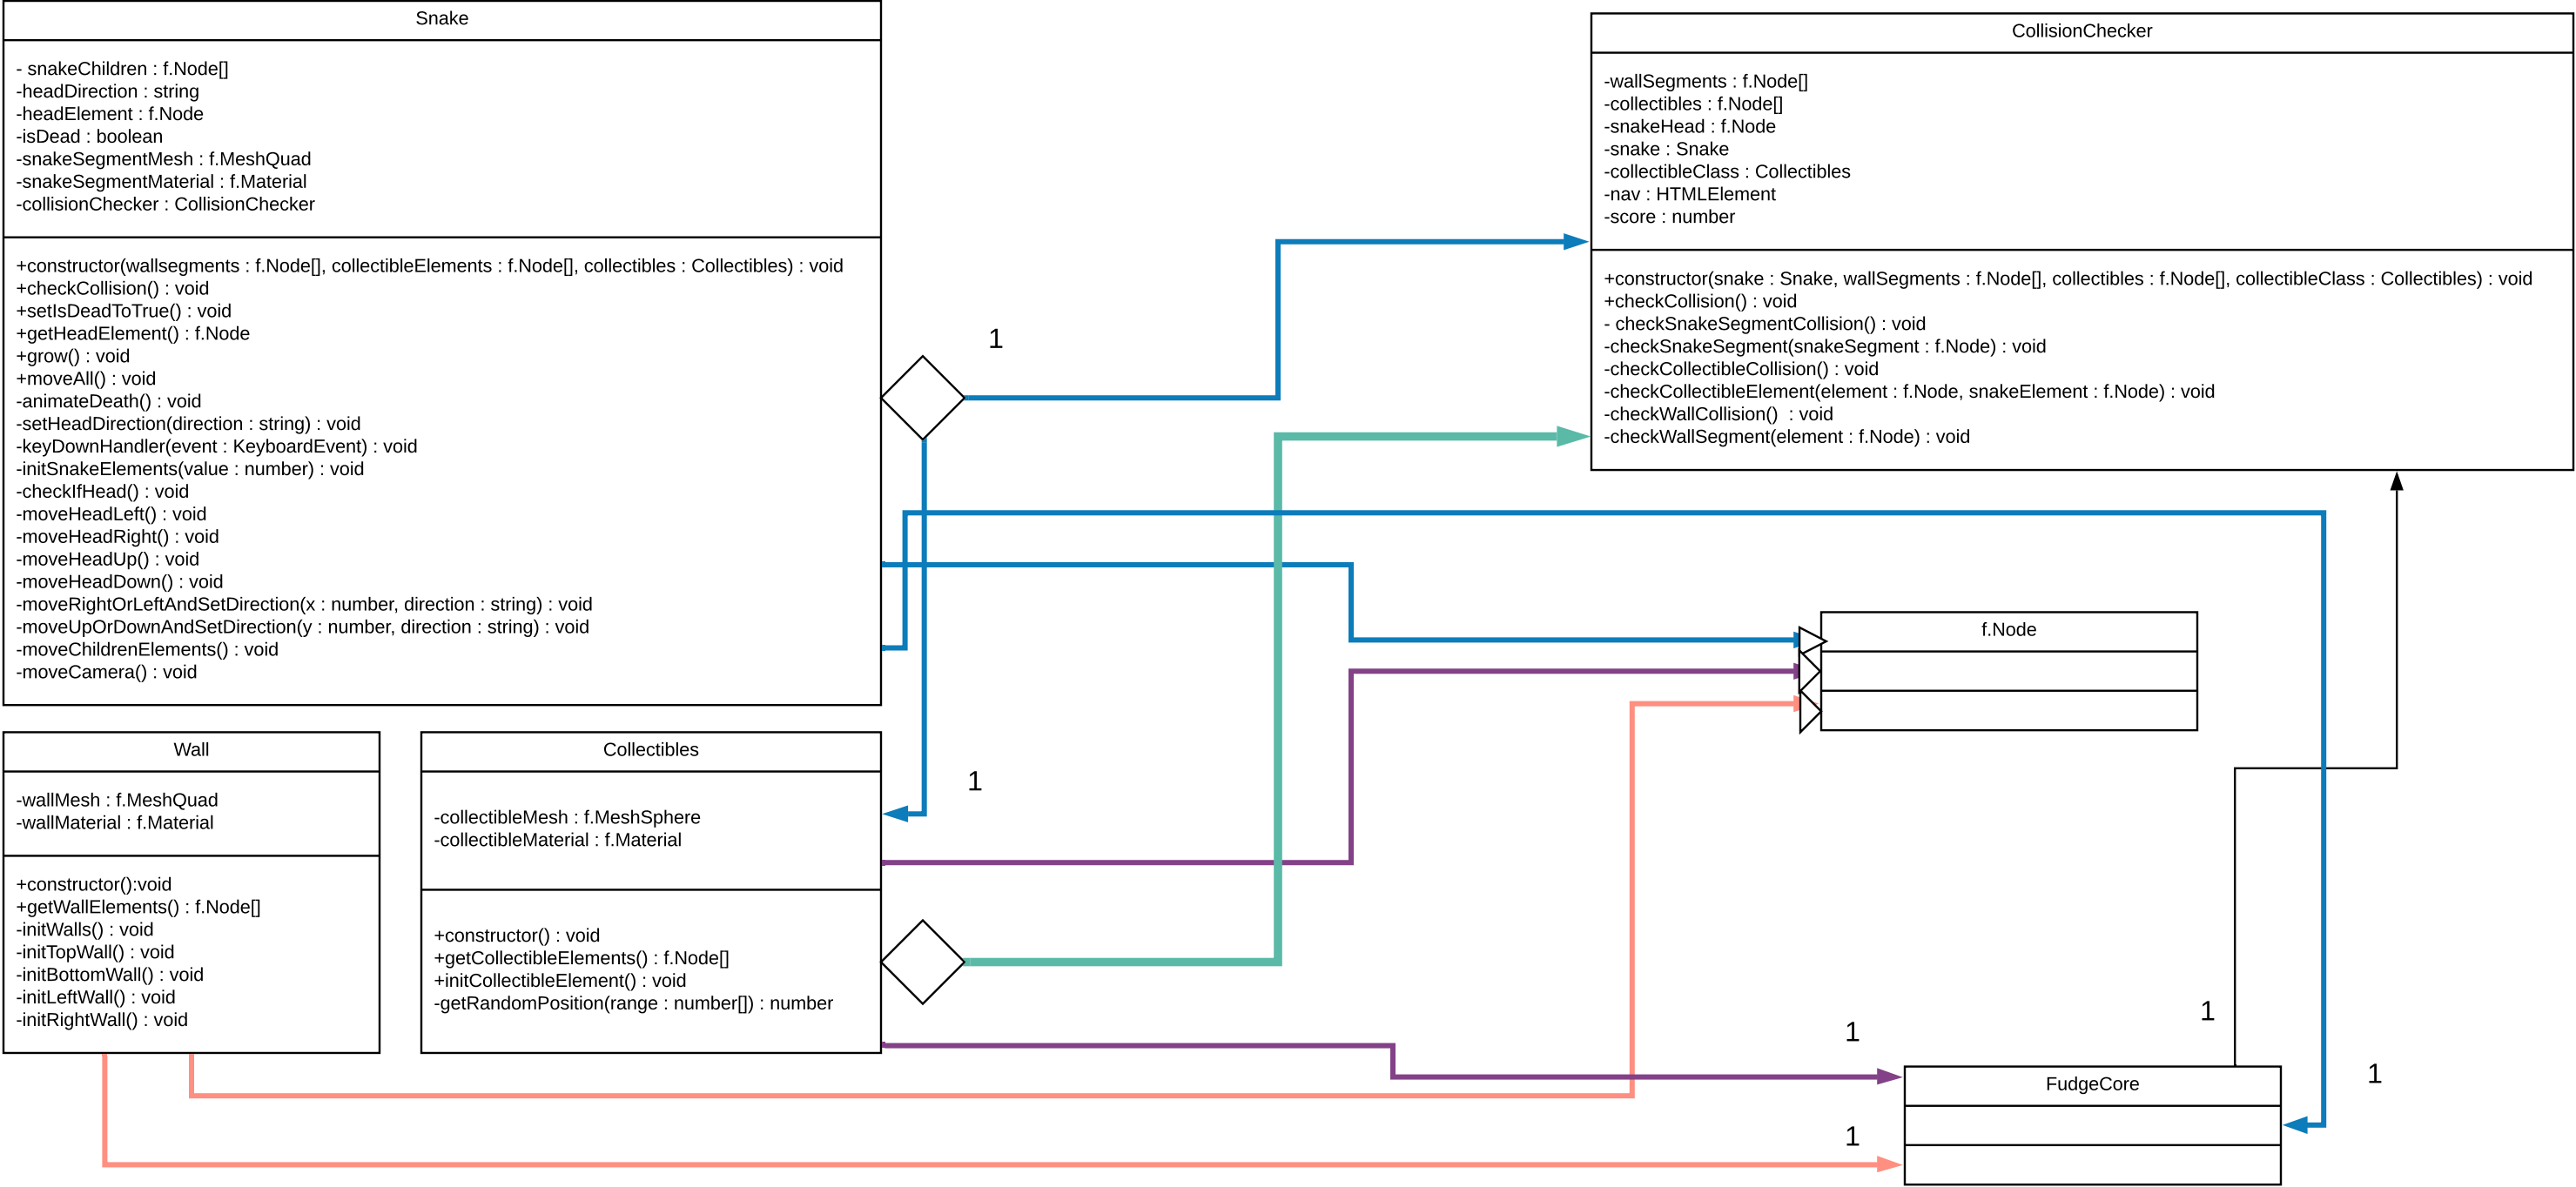 Snake
- snakeChildren : f.Node[]
-headDirection : string
-headElement : f.Node
-isDead : boolean
-snakeSegmentMesh : f.MeshQuad
-snakeSegmentMaterial : f.Material
-collisionChecker : CollisionChecker
+constructor(wallsegments : f.Node[], collectibleElements : f.Node[], collectibles : Collectibles) : void
+checkCollision() : void
+setIsDeadToTrue() : void
+getHeadElement() : f.Node
+grow() : void
+moveAll() : void
-animateDeath() : void
-setHeadDirection(direction : string) : void
-keyDownHandler(event : KeyboardEvent) : void
-initSnakeElements(value : number) : void
-checkIfHead() : void
-moveHeadLeft() : void
-moveHeadRight() : void
-moveHeadUp() : void
-moveHeadDown() : void
-moveRightOrLeftAndSetDirection(x : number, direction : string) : void
-moveUpOrDownAndSetDirection(y : number, direction : string) : void
-moveChildrenElements() : void
-moveCamera() : void
CollisionChecker
-wallSegments : f.Node[]
-collectibles : f.Node[]
-snakeHead : f.Node
-snake : Snake
-collectibleClass : Collectibles
-nav : HTMLElement
-score : number
+constructor(snake : Snake, wallSegments : f.Node[], collectibles : f.Node[], collectibleClass : Collectibles) : void
+checkCollision() : void
- checkSnakeSegmentCollision() : void
-checkSnakeSegment(snakeSegment : f.Node) : void
-checkCollectibleCollision() : void
-checkCollectibleElement(element : f.Node, snakeElement : f.Node) : void
-checkWallCollision()  : void
-checkWallSegment(element : f.Node) : void
1
f.Node
Wall
-wallMesh : f.MeshQuad
-wallMaterial : f.Material
+constructor():void
+getWallElements() : f.Node[]
-initWalls() : void
-initTopWall() : void
-initBottomWall() : void
-initLeftWall() : void
-initRightWall() : void
Collectibles
-collectibleMesh : f.MeshSphere
-collectibleMaterial : f.Material
+constructor() : void
+getCollectibleElements() : f.Node[]
+initCollectibleElement() : void
-getRandomPosition(range : number[]) : number
1
1
1
1
1
FudgeCore